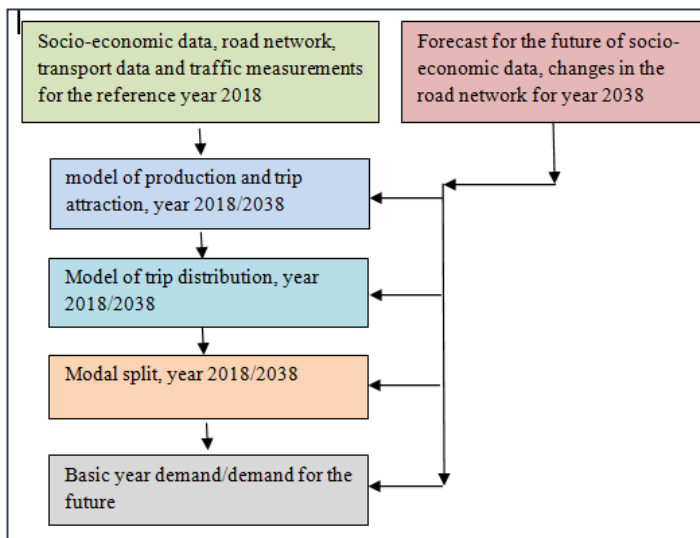 Socio-economic data, road network,
transport data and traffic measurements
for the reference year 2018
Forecast for the future of socio-
economic data, changes in the
road network for year 2038
model of production and trip
attraction, year 2018/2038
Model of trip distribution, year
2018/2038
Modal split, year 2018/2038
Basic year demand/demand for the
future